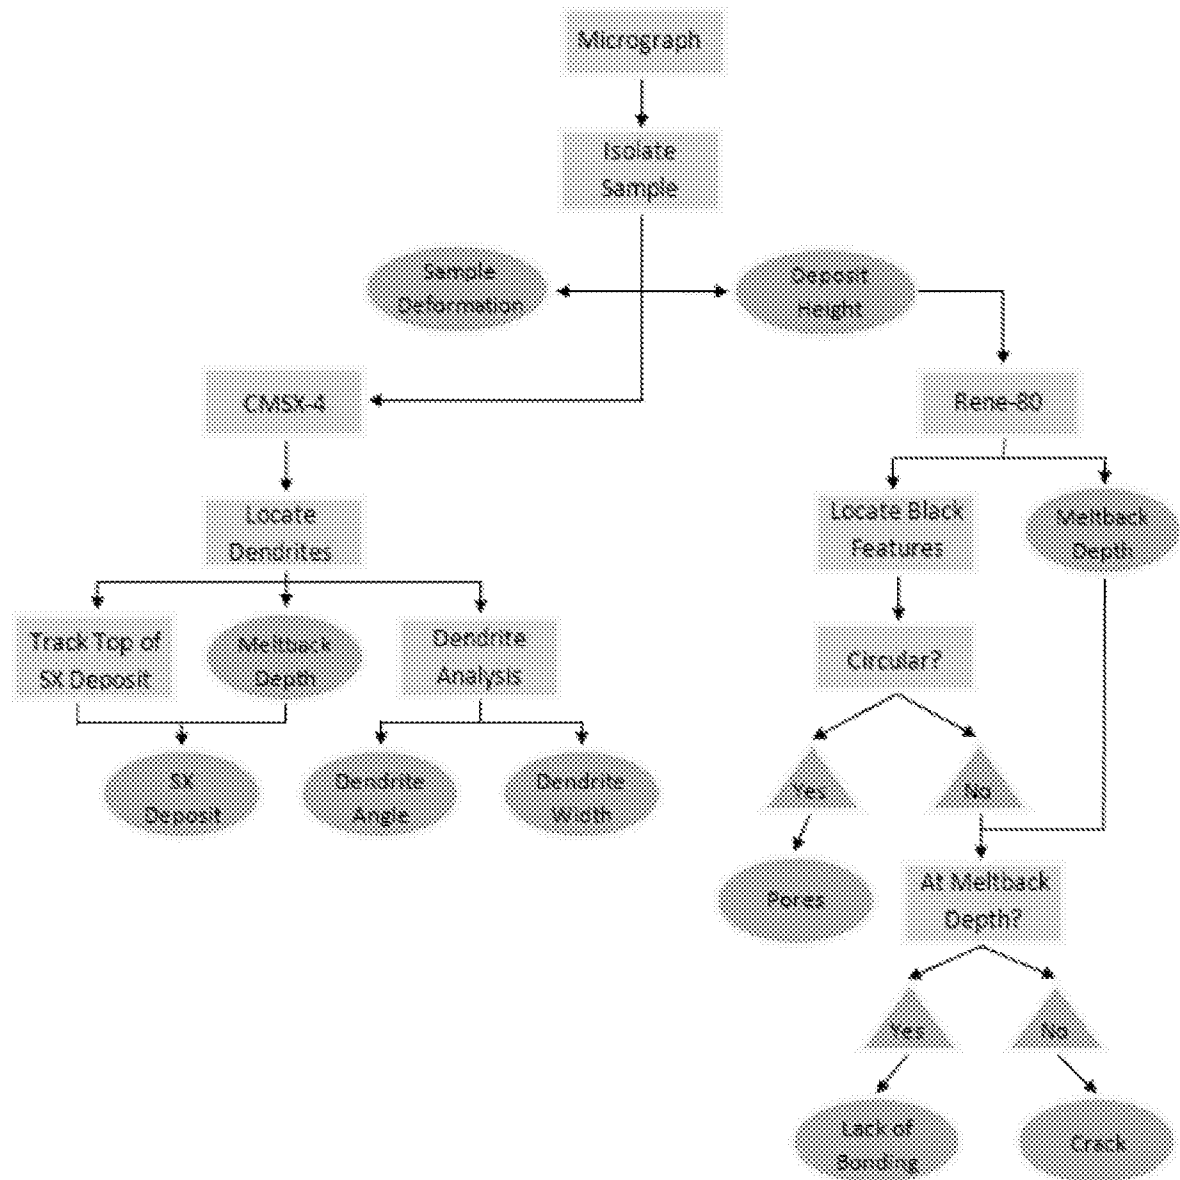 Micrograph
Isolate
Sample
Sample
Deformation
Deposit
Height
CMSX-4
Rene-80
Locate
Dendrites
Locate Black
Features
Meltback
Depth
Track Top of
SX Deposit
Meltback
Depth
Dendrite
Analysis
Circular?
SX
Deposit
Dendrite
Angle
Dendrite
Width
Yes
No
Pores
At Meltback
Depth?
Yes
No
Lack of
Bonding
Crack